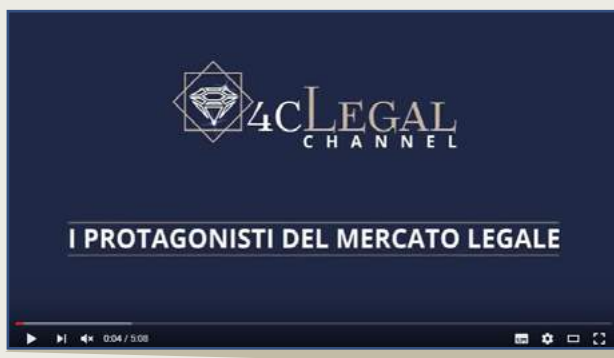 4cLEGAL
CHANNEL
I PROTAGONISTI DEL MERCATO LEGALE
0:04 / 5:08